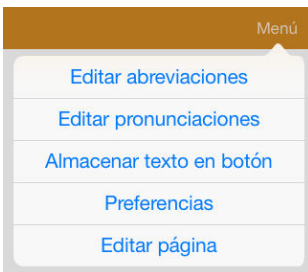 Menú
Editar abreviaciones
Editar pronunciaciones
Almacenar texto en botón
Preferencias
Editar página